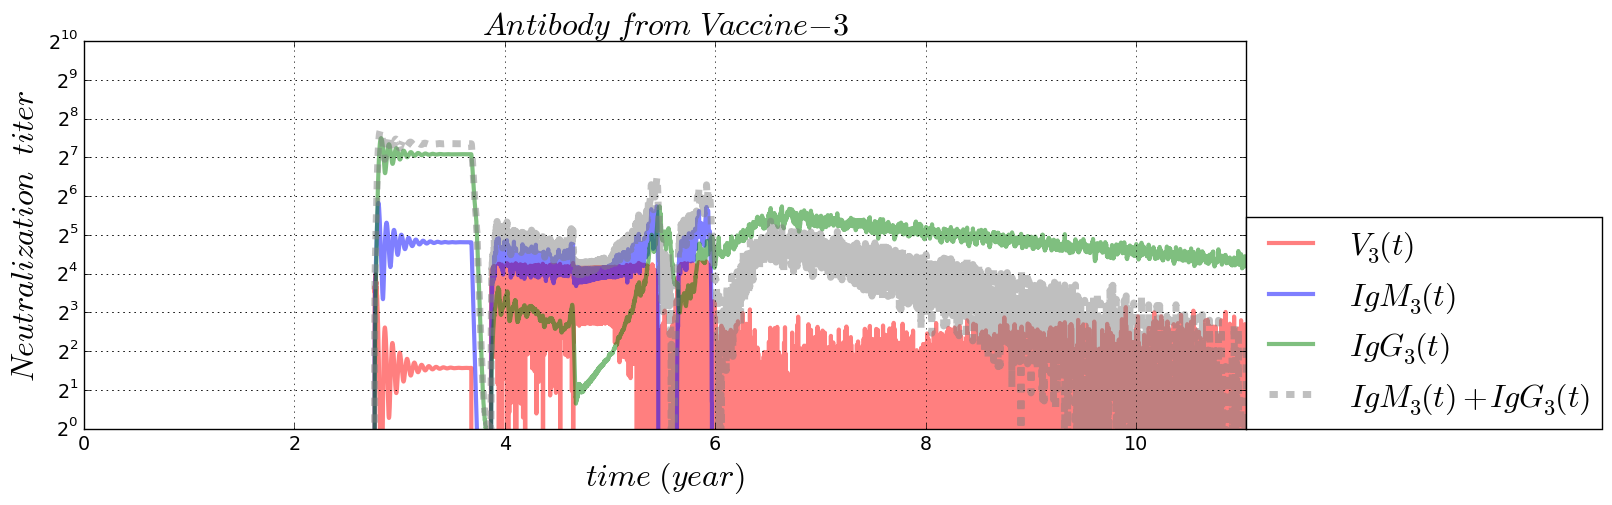 Antibody from Vaccine−3
Neutralization titer
2^10
2^9
2^8
2^7
2^6
2^5
2^4
2^3
2^2
2^1
2^0
0 2 4 6 8 10
time (year)
V_3(t)
IgM_3(t)
IgG_3(t)
IgM_3(t) + IgG_3(t)